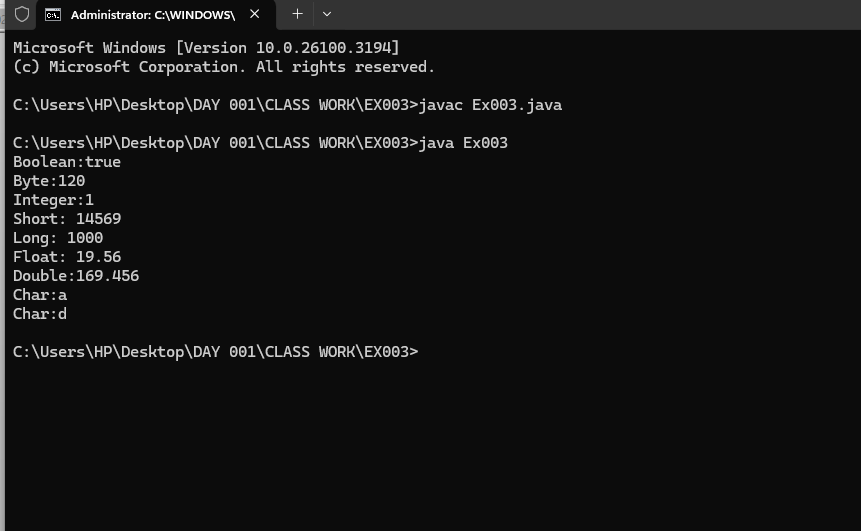 Administrator: C:\WINDOWS\
Microsoft Windows [Version 10.0.26100.3194]
(c) Microsoft Corporation. All rights reserved.
C:\Users\HP\Desktop\DAY 001\CLASS WORK\EX003>javac Ex003.java
C:\Users\HP\Desktop\DAY 001\CLASS WORK\EX003>java Ex003
Boolean:true
Byte:120
Integer:1
Short: 14569
Long: 1000
Float: 19.56
Double:169.456
Char:a
Char:d
C:\Users\HP\Desktop\DAY 001\CLASS WORK\EX003>